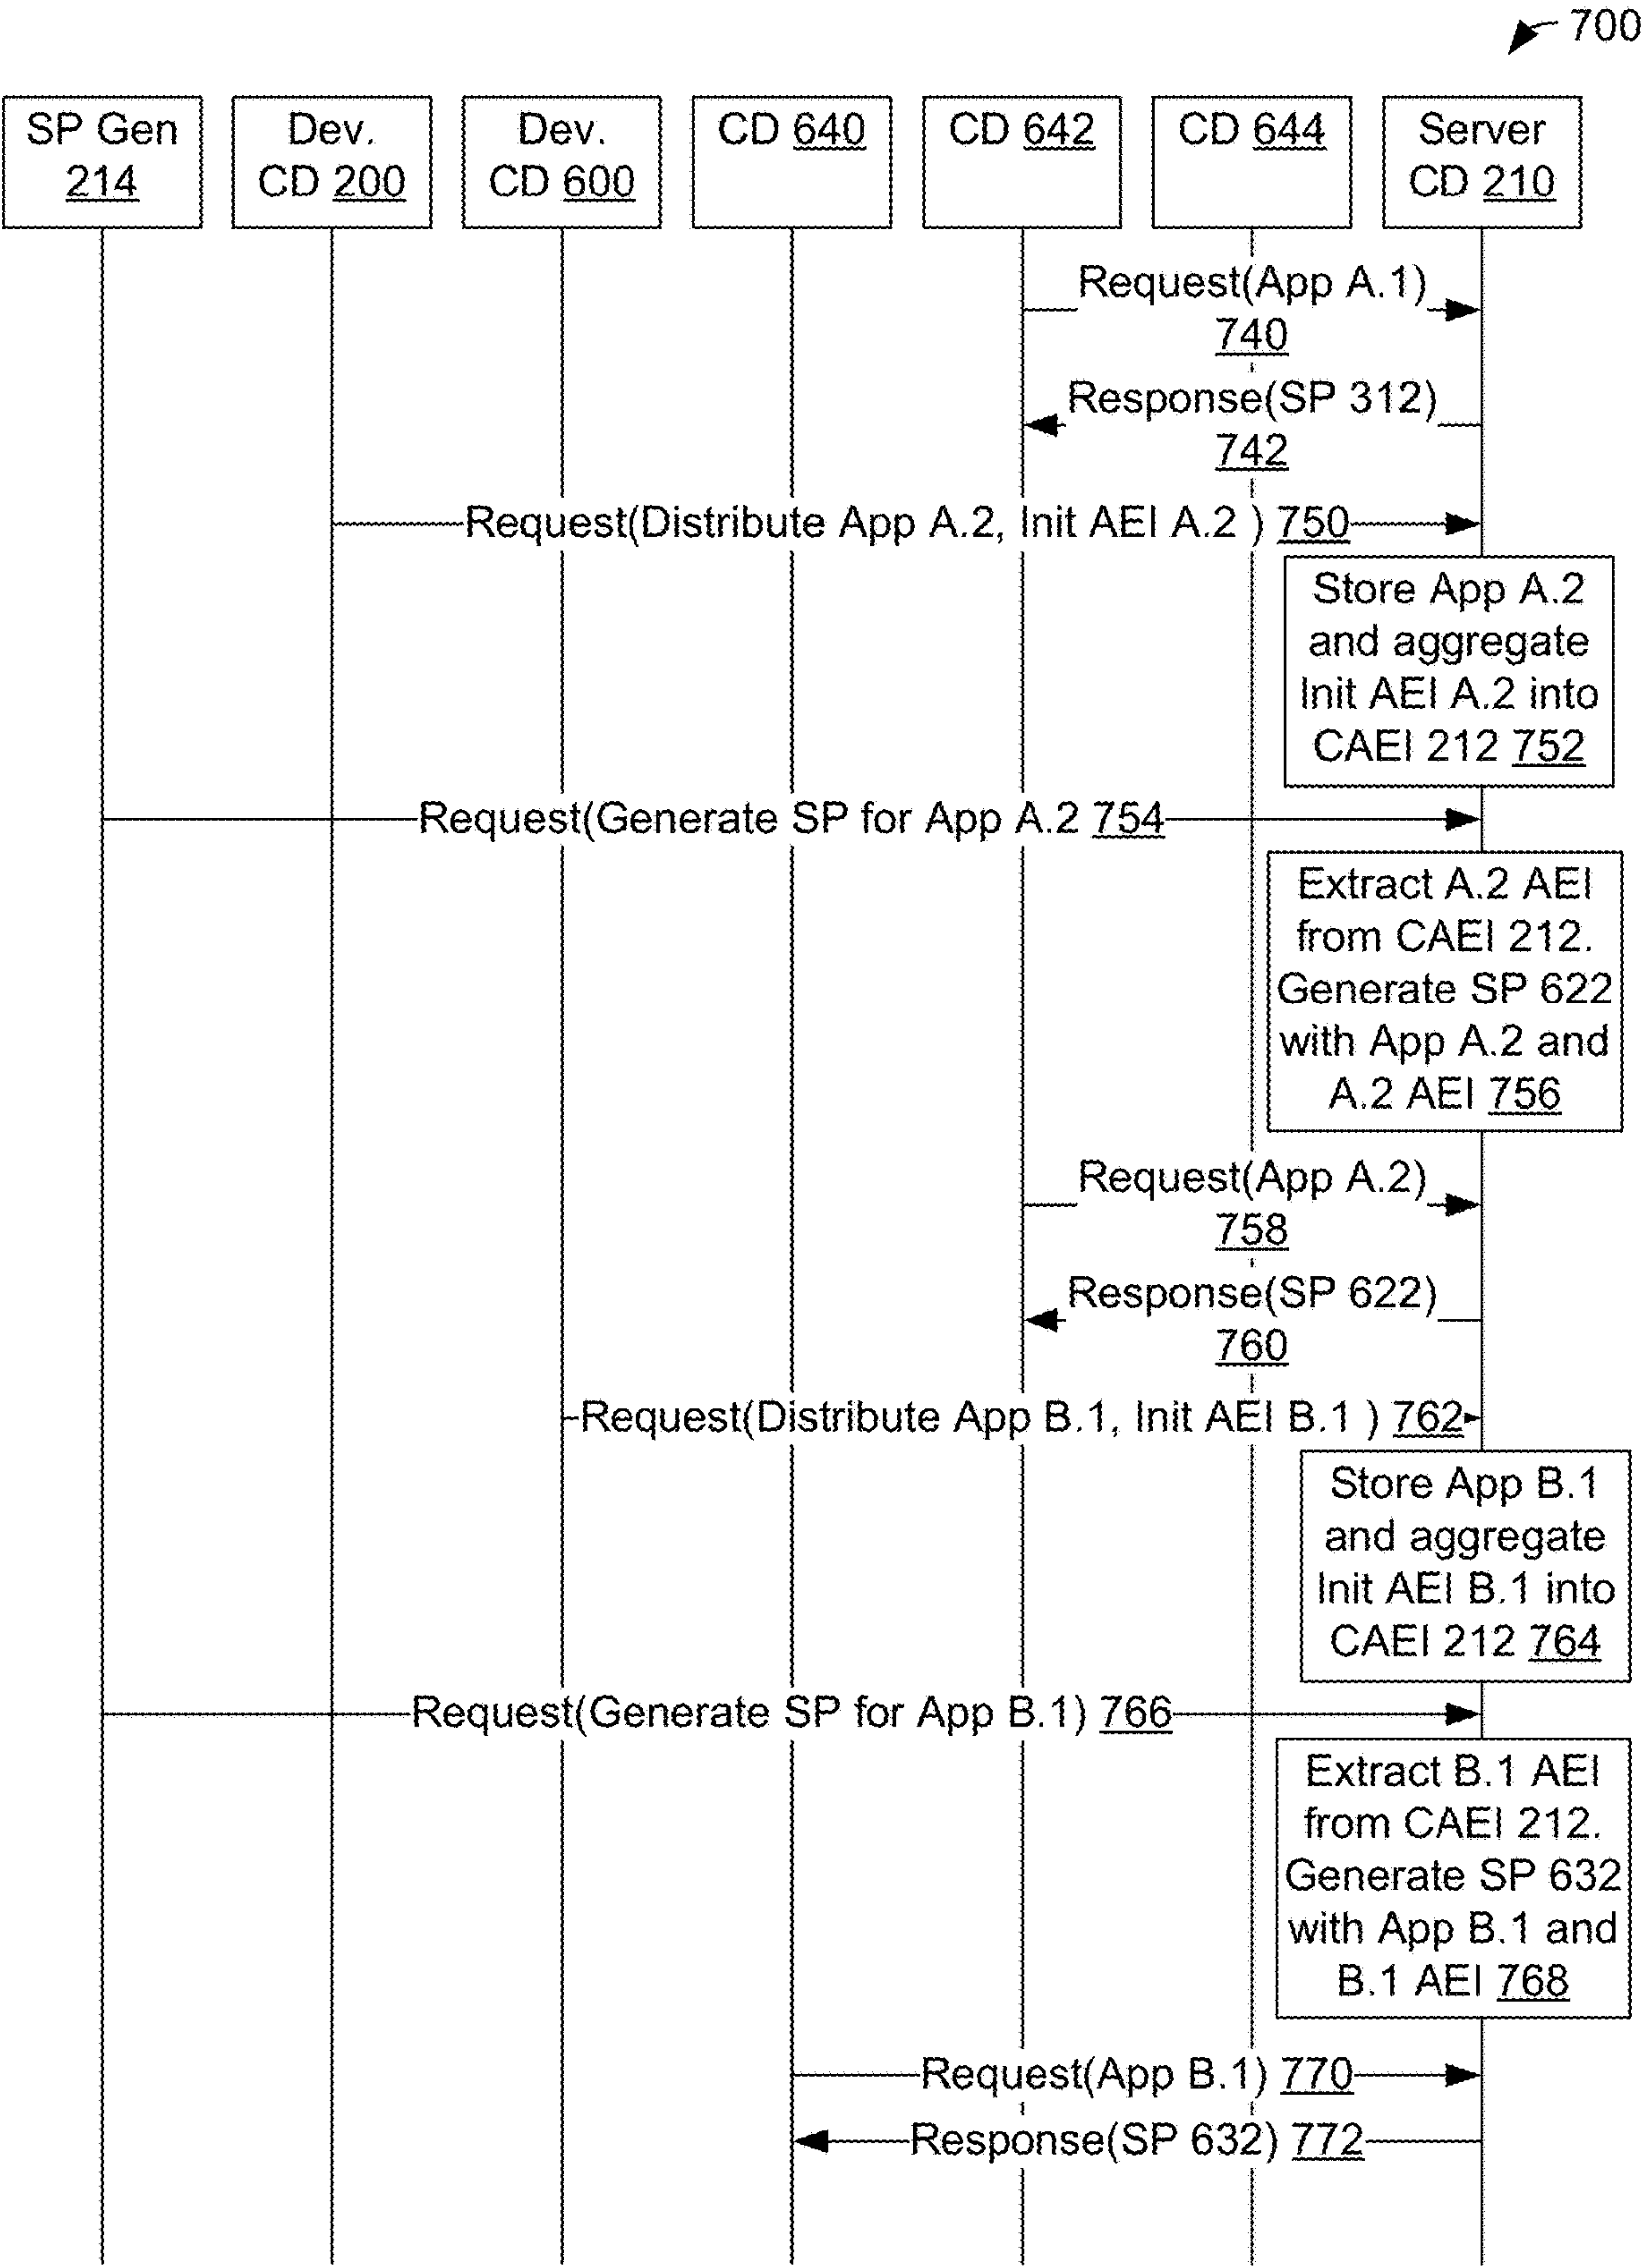 700
SP Gen
214
Dev.
CD 200
Dev.
CD 600
CD 640
CD 642
CD 644
Server
CD 210
Request(App A.1)
740
Response(SP 312)
742
Request(Distribute App A.2, Init AEI A.2 ) 750
Store App A.2
and aggregate
Init AEI A.2 into
CAEI 212 752
Request(Generate SP for App A.2 754
Extract A.2 AEI
from CAEI 212.
Generate SP 622
with App A.2 and
A.2 AEI 756
Request(App A.2)
758
Response(SP 622)
760
Request(Distribute App B.1, Init AEI B.1 ) 762
Store App B.1
and aggregate
Init AEI B.1 into
CAEI 212 764
Request(Generate SP for App B.1) 766
Extract B.1 AEI
from CAEI 212.
Generate SP 632
with App B.1 and
B.1 AEI 768
Request(App B.1) 770
Response(SP 632) 772